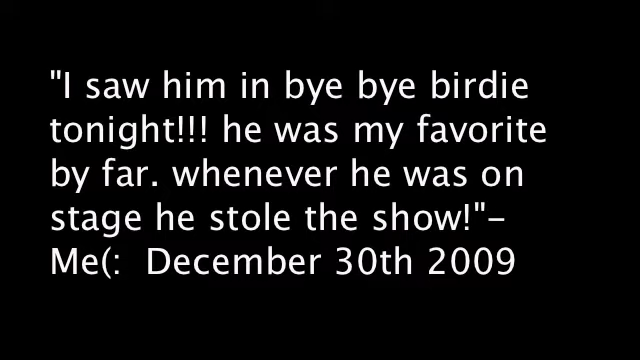 "I saw him in bye bye birdie
tonight!!! he was my favorite
by far. whenever he was on
stage he stole the show!"-
Me(:  December 30th 2009